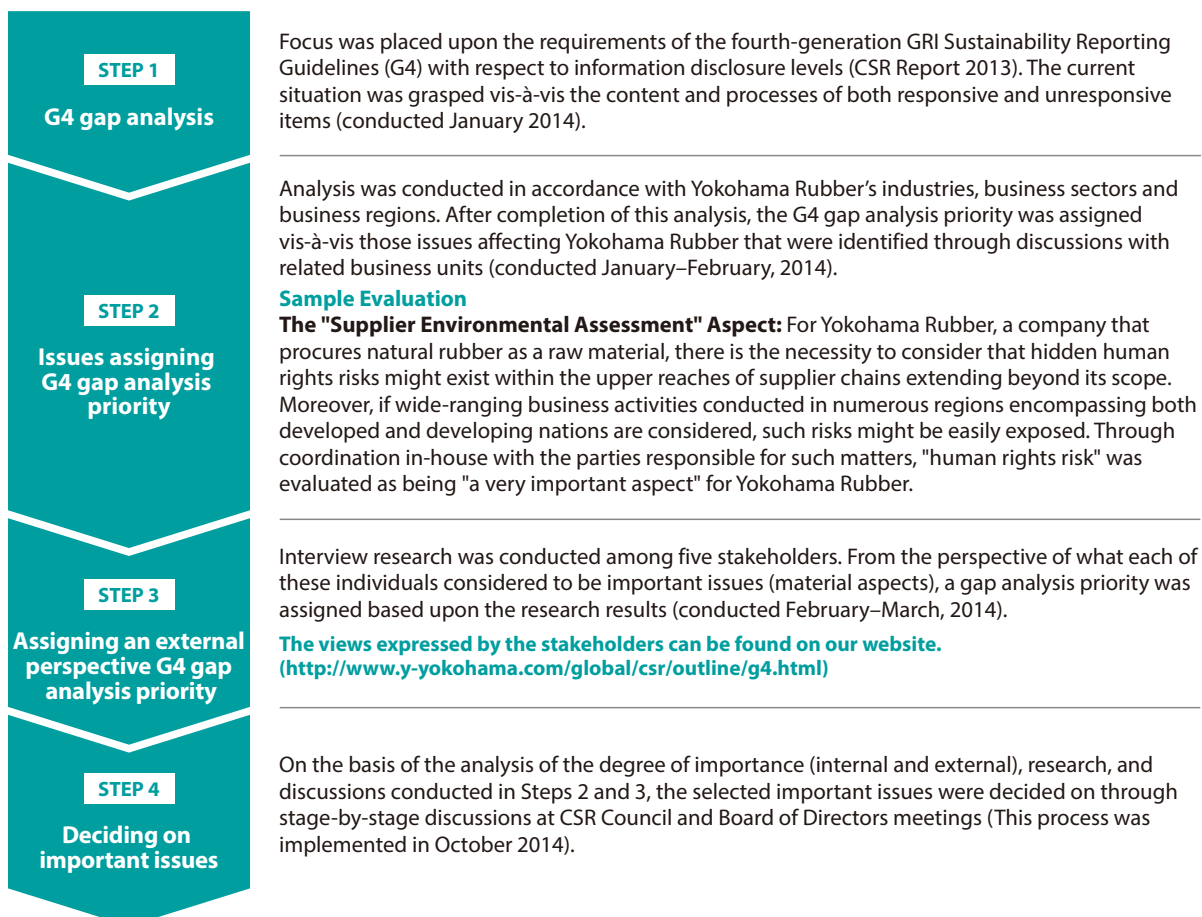 STEP 1
G4 gap analysis
Focus was placed upon the requirements of the fourth-generation GRI Sustainability Reporting
Guidelines (G4) with respect to information disclosure levels (CSR Report 2013). The current
situation was grasped vis-à-vis the content and processes of both responsive and unresponsive
items (conducted January 2014).
STEP 2
Issues assigning
G4 gap analysis
priority
Analysis was conducted in accordance with Yokohama Rubber’s industries, business sectors and
business regions. After completion of this analysis, the G4 gap analysis priority was assigned
vis-à-vis those issues affecting Yokohama Rubber that were identified through discussions with
related business units (conducted January–February, 2014).
Sample Evaluation
The "Supplier Environmental Assessment" Aspect: For Yokohama Rubber, a company that
procures natural rubber as a raw material, there is the necessity to consider that hidden human
rights risks might exist within the upper reaches of supplier chains extending beyond its scope.
Moreover, if wide-ranging business activities conducted in numerous regions encompassing both
developed and developing nations are considered, such risks might be easily exposed. Through
coordination in-house with the parties responsible for such matters, "human rights risk" was
evaluated as being "a very important aspect" for Yokohama Rubber.
STEP 3
Assigning an external
perspective G4 gap
analysis priority
Interview research was conducted among five stakeholders. From the perspective of what each of
these individuals considered to be important issues (material aspects), a gap analysis priority was
assigned based upon the research results (conducted February–March, 2014).
The views expressed by the stakeholders can be found on our website.
(http://www.y-yokohama.com/global/csr/outline/g4.html)
STEP 4
Deciding on
important issues
On the basis of the analysis of the degree of importance (internal and external), research, and
discussions conducted in Steps 2 and 3, the selected important issues were decided on through
stage-by-stage discussions at CSR Council and Board of Directors meetings (This process was
implemented in October 2014).